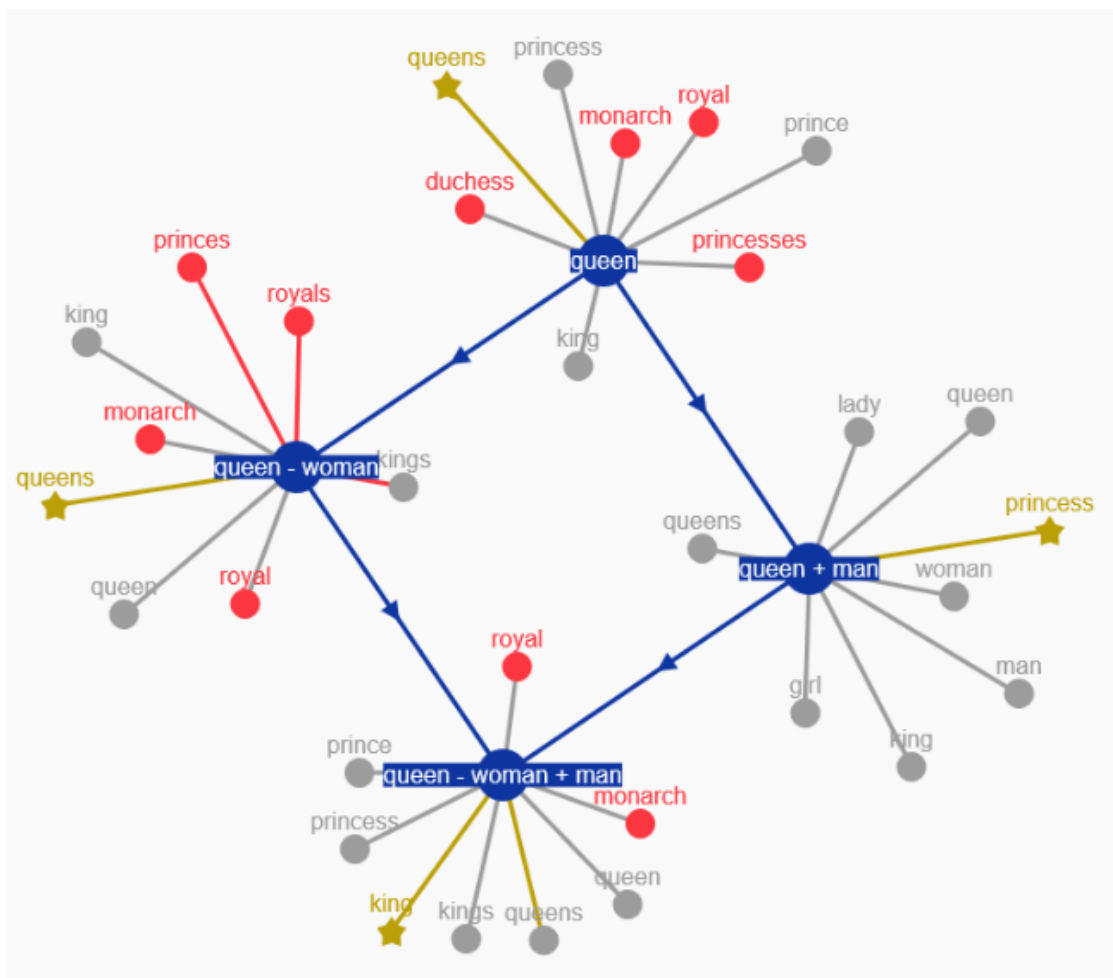 princess
queens
royal
monarch
prince
duchess
princesses
queen
king
princes
royals
king
monarch
kings
queen - woman
queens
queen
royal
lady
queen
princess
queens
woman
queen + man
man
girl
king
royal
prince
queen - woman + man
monarch
princess
queen
king
kings
queens